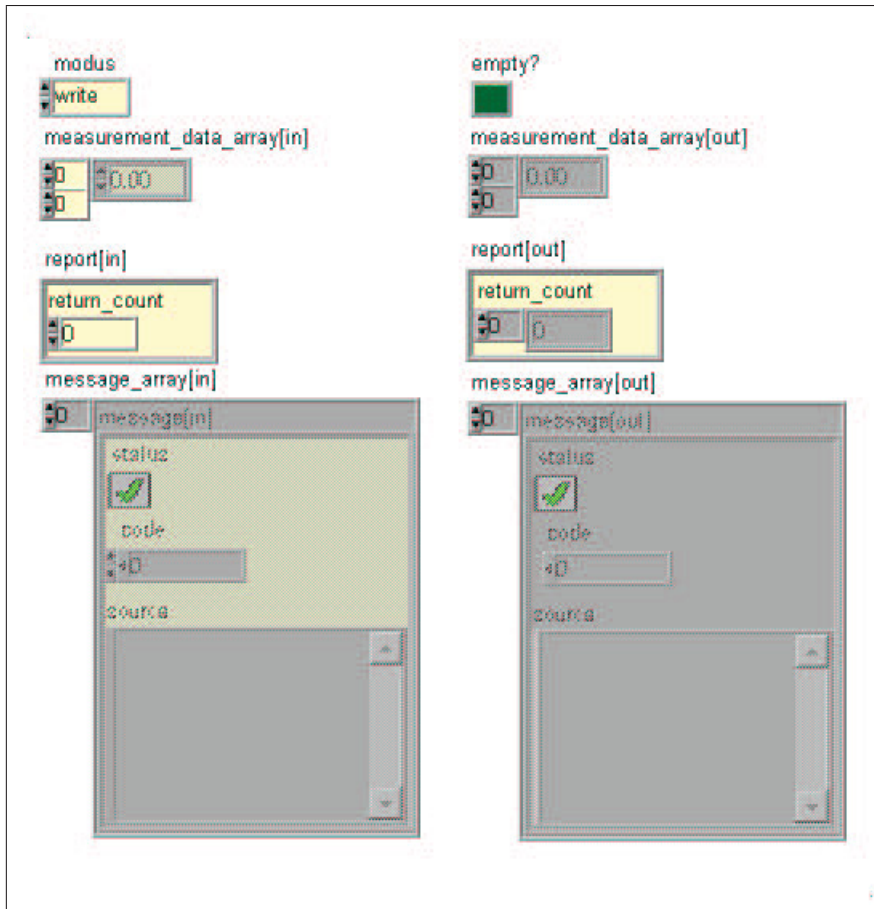 modus
write
measurement_data_array[in]
0
0.00
0
report[in]
return_count
0
message_array[in]
0
message[in]
status
code
0
source
empty?
measurement_data_array[out]
0
0.00
0
report[out]
return_count
0
0
message_array[out]
0
message[out]
status
code
0
source